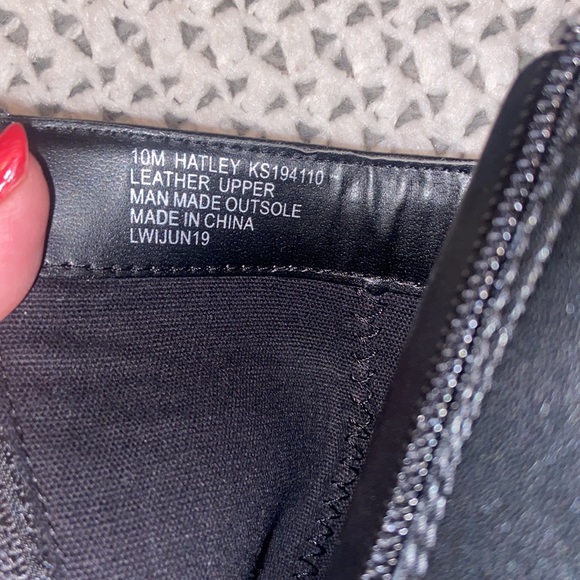 10M HATLEY KS194110
LEATHER UPPER
MAN MADE OUTSOLE
MADE IN CHINA
LWIJUN19